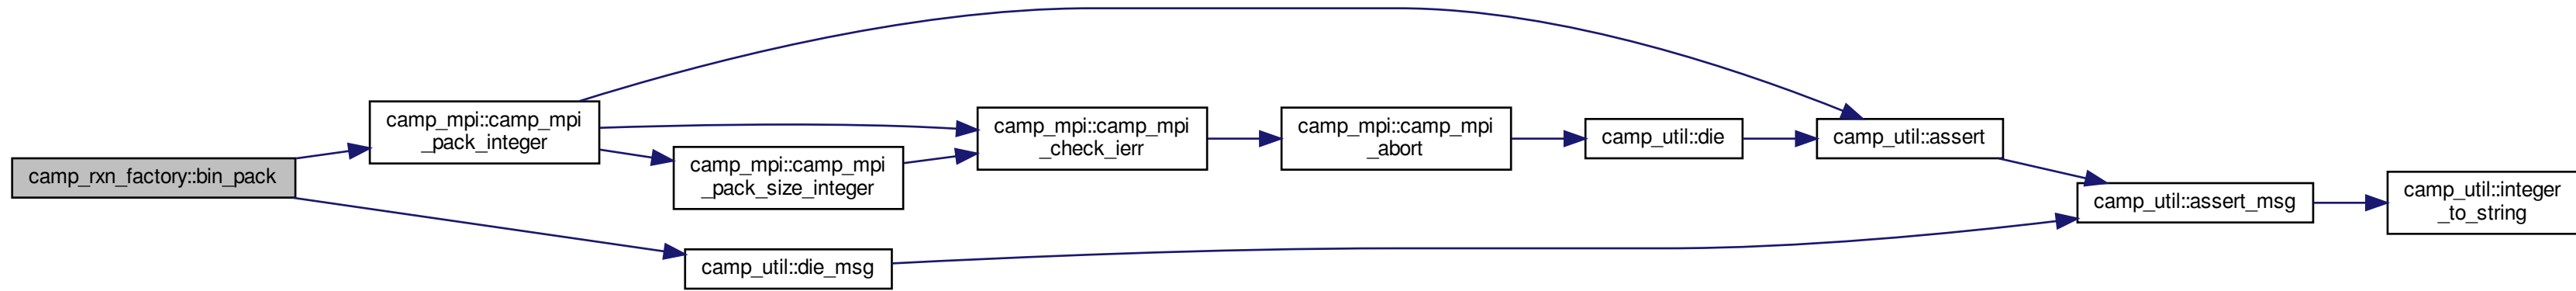 camp_rxn_factory::bin_pack
camp_mpi::camp_mpi
_pack_integer
camp_mpi::camp_mpi
_pack_size_integer
camp_util::die_msg
camp_mpi::camp_mpi
_check_ierr
camp_mpi::camp_mpi
_abort
camp_util::die
camp_util::assert
camp_util::assert_msg
camp_util::integer
_to_string